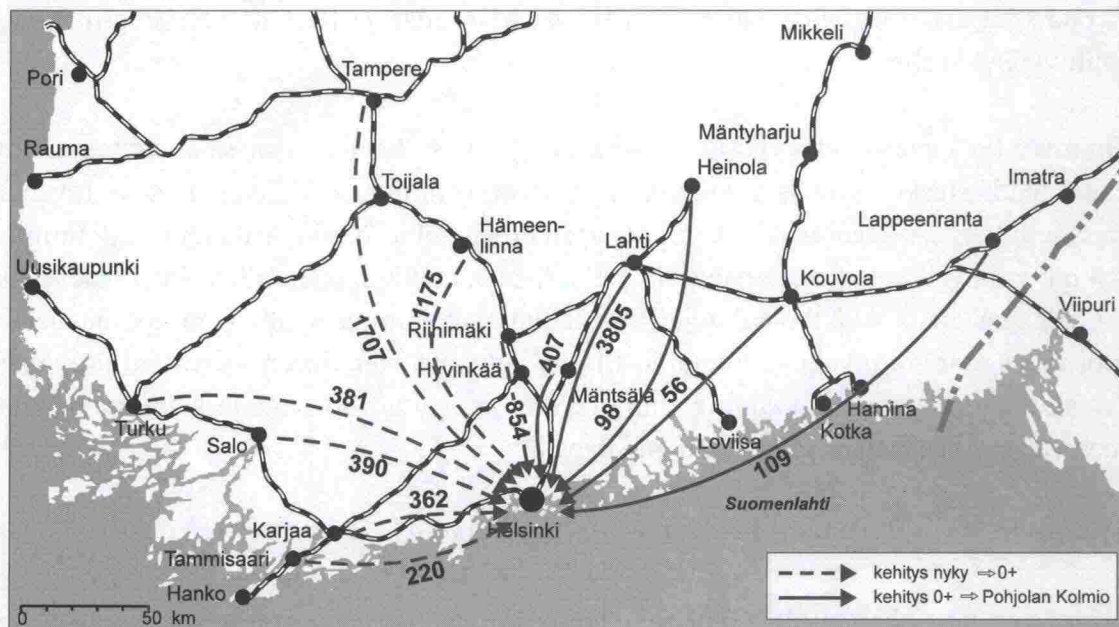 Mikkeli
Tampere
Pori
Rauma
Mäntyharju
Heinola
Imatra
Toijala
Hämeen-
linna
Lappeenranta
Lahti
Uusikaupunki
Kouvola
Viipuri
1175
1707
Riihimäki
407
3805
Hyvinkää
Mäntsälä
56
98
854
381
Hamina
Kotka
Turku
Salo
Loviisa
390
109
362
Suomenlahti
Helsinki
Karjaa
Tammisaari
220
Hanko
kehitys nyky ⇒0+
kehitys 0+ ⇒ Pohjolan Kolmio
0 50 km